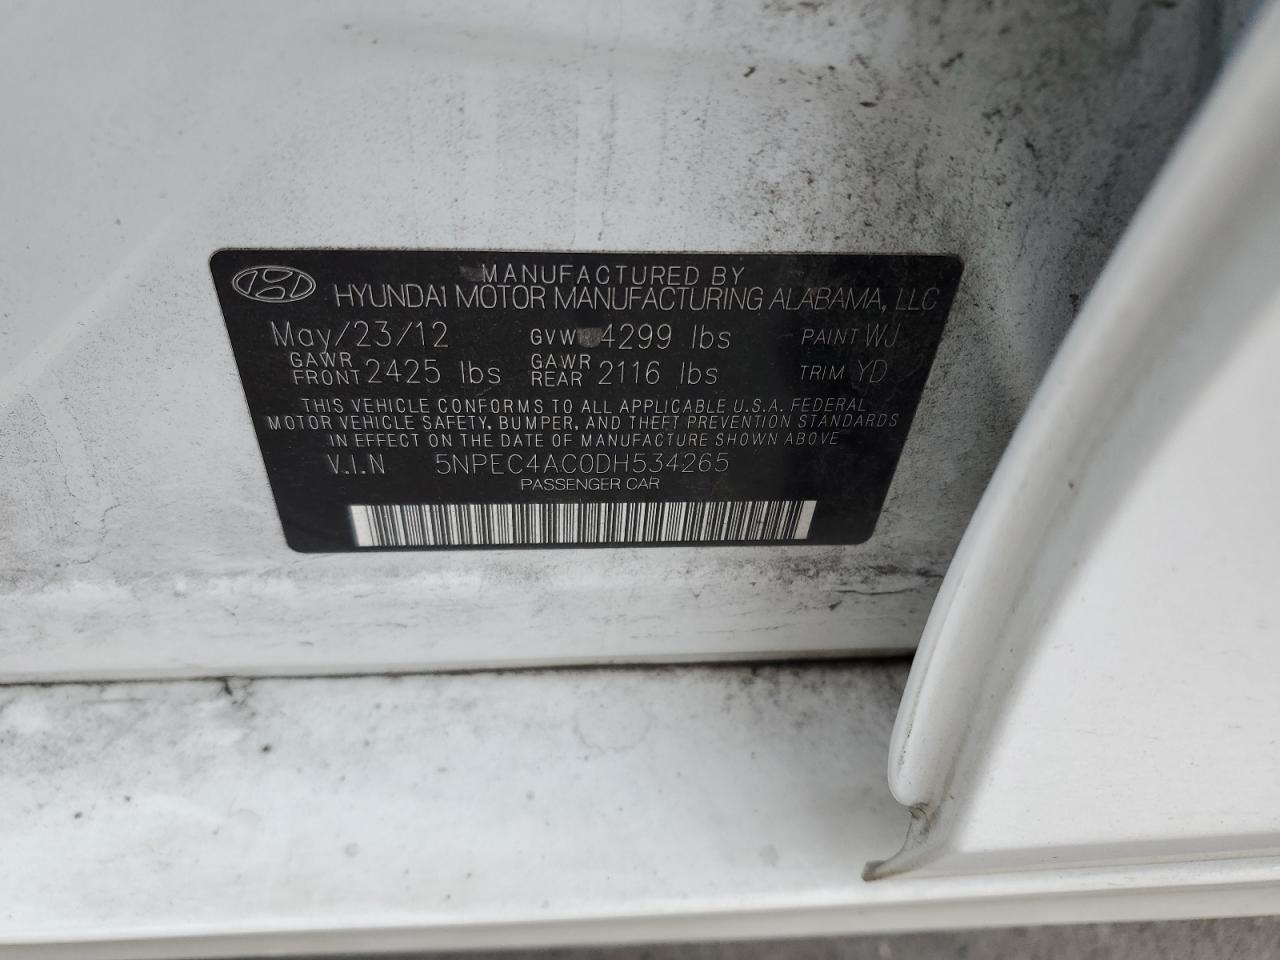 MANUFACTURED BY
HYUNDAI MOTOR MANUFACTURING ALABAMA, LLC
May/23/12 GVWR 4299 lbs PAINT WJ
GAWR FRONT 2425 lbs GAWR REAR 2116 lbs TRIM YD
THIS VEHICLE CONFORMS TO ALL APPLICABLE U.S.A. FEDERAL
MOTOR VEHICLE SAFETY, BUMPER, AND THEFT PREVENTION STANDARDS
IN EFFECT ON THE DATE OF MANUFACTURE SHOWN ABOVE
V.I.N 5NPEC4AC0DH534265
PASSENGER CAR